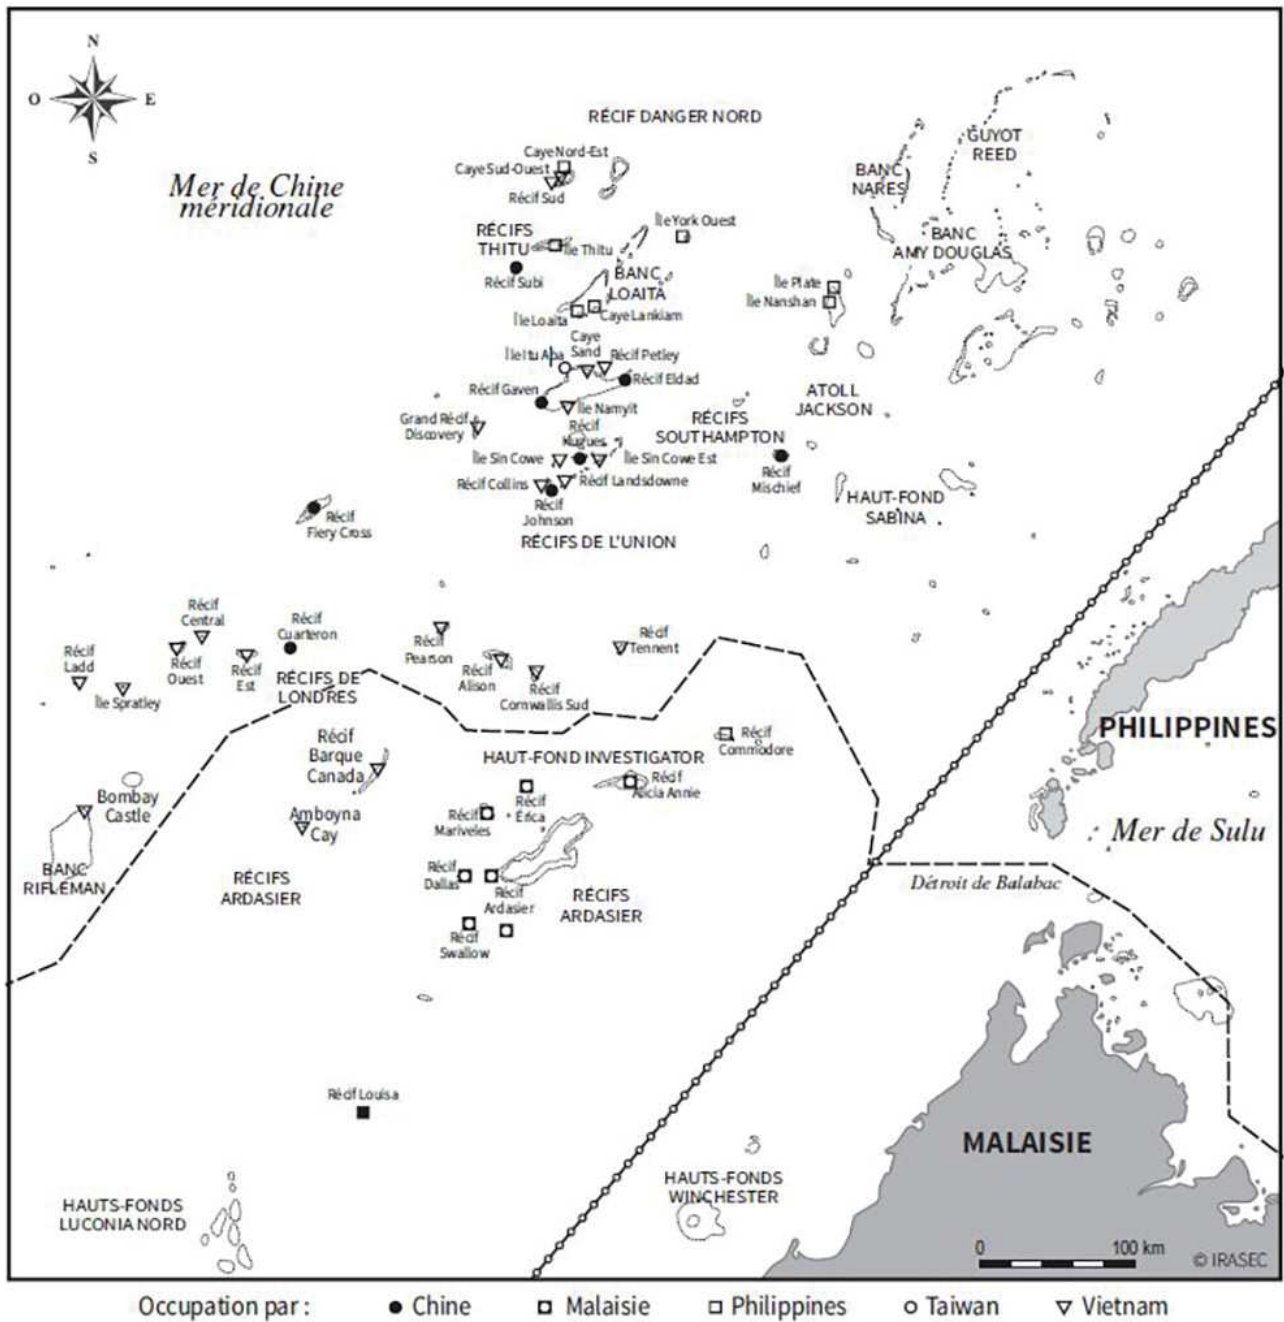 N
O
E
S
Mer de Chine
méridionale
RÉCIF DANGER NORD
Caye Nord-Est
Caye Sud-Ouest
Récif Sud
GUYOT
REED
BANC
NARES
BANC
AMY DOUGLAS
Île York Ouest
RÉCIFS
THITU
Île Thitu
Récif Subi
BANC
LOAITA
Île Plate
Île Nanshan
Île Loaita
Caye Lankiam
Caye
Sand
Île Itu Aba
Récif Petley
Récif Eldad
Récif Gaven
Île Namyit
ATOLL
JACKSON
Grand Récif
Discovery
RÉCIFS
SOUTHAMPTON
Récif
Hugues
Île Sin Cowe
Île Sin Cowe Est
Récif
Mischief
Récif Collins
Récif Landsdowne
Récif
Johnson
HAUT-FOND
SABINA
Récif
Fiery Cross
RÉCIFS DE L'UNION
Récif
Central
Récif
Cuarteron
Récif
Ladd
Récif
Ouest
Récif
Est
Île Spratley
RÉCIFS DE
LONDRES
Récif
Pearson
Récif
Alison
Récif
Cornwallis Sud
Récif
Tennent
PHILIPPINES
Récif
Commodore
Récif
Barque
Canada
HAUT-FOND INVESTIGATOR
Récif
Alicia Annie
Récif
Érica
Récif
Mariveles
Bombay
Castle
Amboyna
Cay
Mer de Sulu
BANC
RIFLEMAN
RÉCIFS
ARDASIER
Récif
Dallas
Récif
Ardasier
RÉCIFS
ARDASIER
Détroit de Balabac
Récif
Swallow
Récif Louisa
MALAISIE
HAUTS-FONDS
LUCONIA NORD
HAUTS-FONDS
WINCHESTER
0 100 km
© IRASEC
Occupation par : Chine Malaisie Philippines Taiwan Vietnam